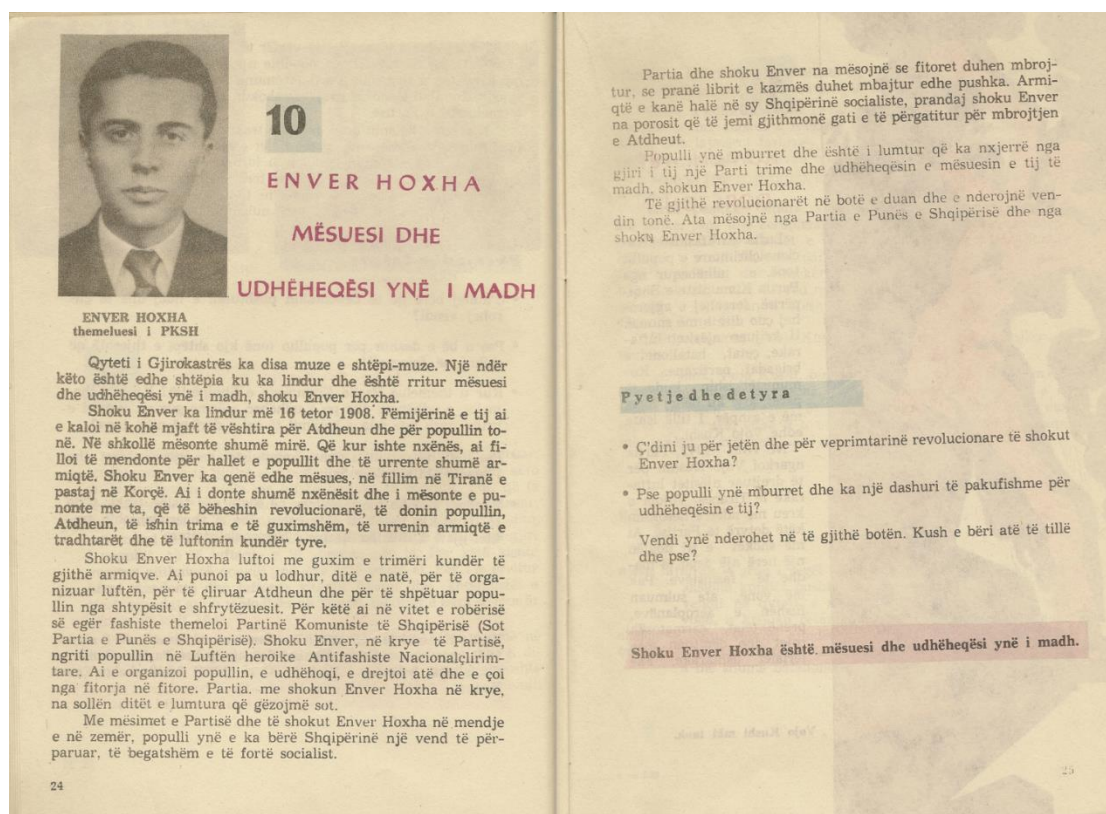 10
ENVER HOXHA
MËSUESI DHE
UDHËHEQËSI YNË I MADH
ENVER HOXHA
themeluesi i PKSH
Qyteti i Gjirokastrës ka disa muze e shtëpi-muze. Një ndër
këto është edhe shtëpia ku ka lindur dhe është rritur mësuesi
dhe udhëheqësi ynë i madh, shoku Enver Hoxha.
Shoku Enver ka lindur më 16 tetor 1908. Fëmijërinë e tij ai
e kaloi në kohë mjaft të vështira për Atdheun dhe për popullin to-
në. Në shkollë mësonte shumë mirë. Që kur ishte nxënës, ai fi-
lloi të mendonte për hallet e popullit dhe të urrente shumë ar-
miqtë. Shoku Enver ka qenë edhe mësues, në fillim në Tiranë e
pastaj në Korçë. Ai i donte shumë nxënësit dhe i mësonte e pu-
nonte me ta, që të bëheshin revolucionarë, të donin popullin,
Atdheun, të ishin trima e të guximshëm, të urrenin armiqtë e
tradhtarët dhe të luftonin kundër tyre.
Shoku Enver Hoxha luftoi me guxim e trimëri kundër të
gjithë armiqve. Ai punoi pa u lodhur, ditë e natë, për të orga-
nizuar luftën, për të çliruar Atdheun dhe për të shpëtuar popu-
llin nga shtypësit e shfrytëzuesit. Për këtë ai në vitet e robërisë
së egër fashiste themeloi Partinë Komuniste të Shqipërisë (Sot
Partia e Punës e Shqipërisë). Shoku Enver, në krye të Partisë,
ngriti popullin në Luftën heroike Antifashiste Nacionalçlirim-
tare. Ai e organizoi popullin, e udhëhoqi, e drejtoi atë dhe e çoi
nga fitorja në fitore. Partia. me shokun Enver Hoxha në krye,
na sollën ditët e lumtura që gëzojmë sot.
Me mësimet e Partisë dhe të shokut Enver Hoxha në mendje
e në zemër, populli ynë e ka bërë Shqipërinë një vend të për-
paruar, të begatshëm e të fortë socialist.
24
Partia dhe shoku Enver na mësojnë se fitoret duhen mbroj-
tur, se pranë librit e kazmës duhet mbajtur edhe pushka. Armi-
qtë e kanë halë në sy Shqipërinë socialiste, prandaj shoku Enver
na porosit që të jemi gjithmonë gati e të përgatitur për mbrojtjen
e Atdheut.
Populli ynë mburret dhe është i lumtur që ka nxjerrë nga
gjiri i tij një Parti trime dhe udhëheqësin e mësuesin e tij të
madh, shokun Enver Hoxha.
Të gjithë revolucionarët në botë e duan dhe e nderojnë ven-
din tonë. Ata mësojnë nga Partia e Punës e Shqipërisë dhe nga
shoku Enver Hoxha.
Pyetje dhe detyra
• Ç'dini ju për jetën dhe për veprimtarinë revolucionare të shokut
Enver Hoxha?
• Pse populli ynë mburret dhe ka një dashuri të pakufishme për
udhëheqësin e tij?
Vendi ynë nderohet në të gjithë botën. Kush e bëri atë të tillë
dhe pse?
Shoku Enver Hoxha është mësuesi dhe udhëheqësi ynë i madh.
25